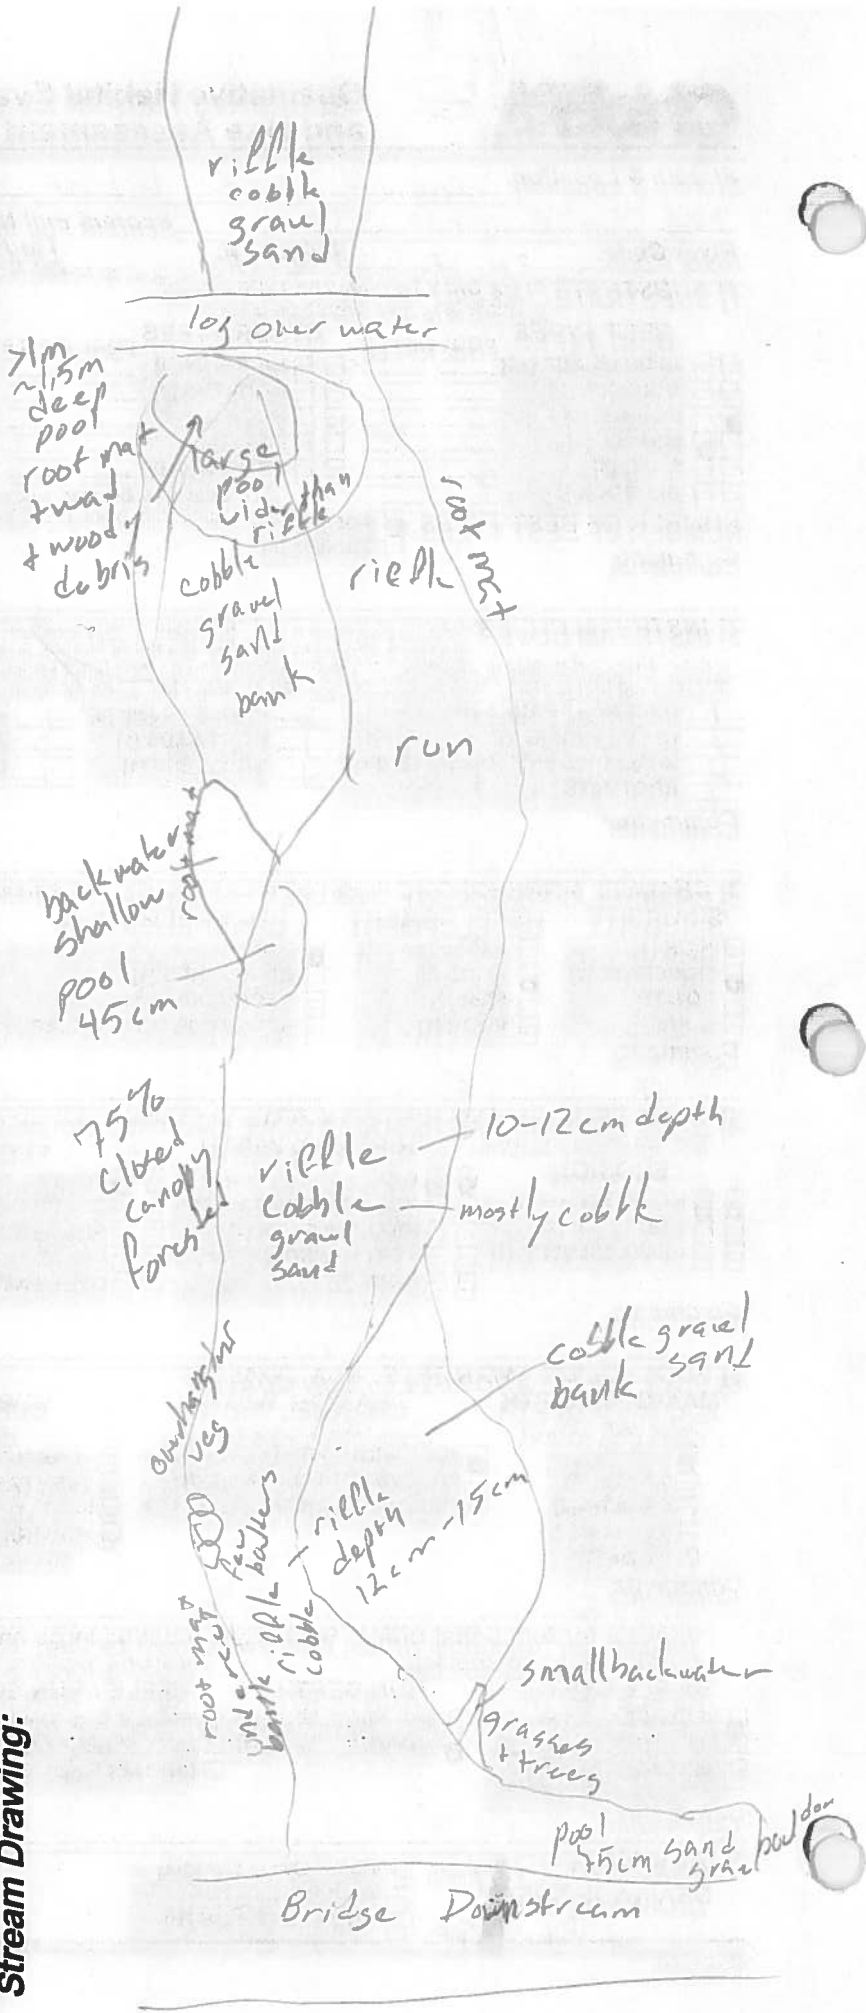 riffle
cobble
gravel
sand
log over water
>1m
~1.5m
deep
pool
root mat
+ wad
+ woody
debris
large
pool
wider than
riffle
cobble
gravel
sand
bank
riffle
root mat
run
backwater
shallow
root mat
pool
45cm
75%
closed
canopy
forested
riffle
cobble
gravel
sand
10-12cm depth
mostly cobble
cobble gravel
sand
bank
overhanging
veg
riffle
depth
12cm-15cm
few
boulders
riffle
cobble
root mat
undercut
bank
small backwater
grasses
+ trees
pool
75cm sand
gravel
boulder
Bridge Downstream
Stream Drawing: